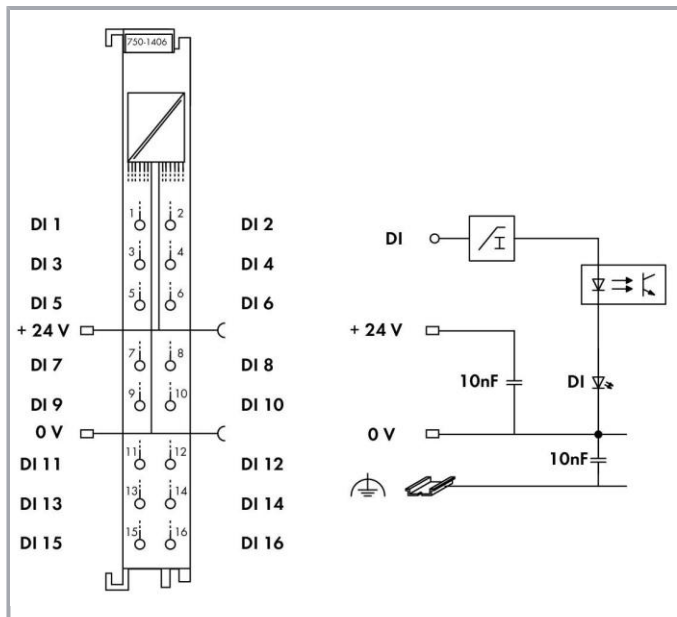 750-1406
1 2
DI 1 DI 2
3 4
DI 3 DI 4
5 6
DI 5 DI 6
+ 24 V
7 8
DI 7 DI 8
9 10
DI 9 DI 10
0 V
11 12
DI 11 DI 12
13 14
DI 13 DI 14
15 16
DI 15 DI 16
DI
I
+ 24 V
10nF
DI
0 V
10nF